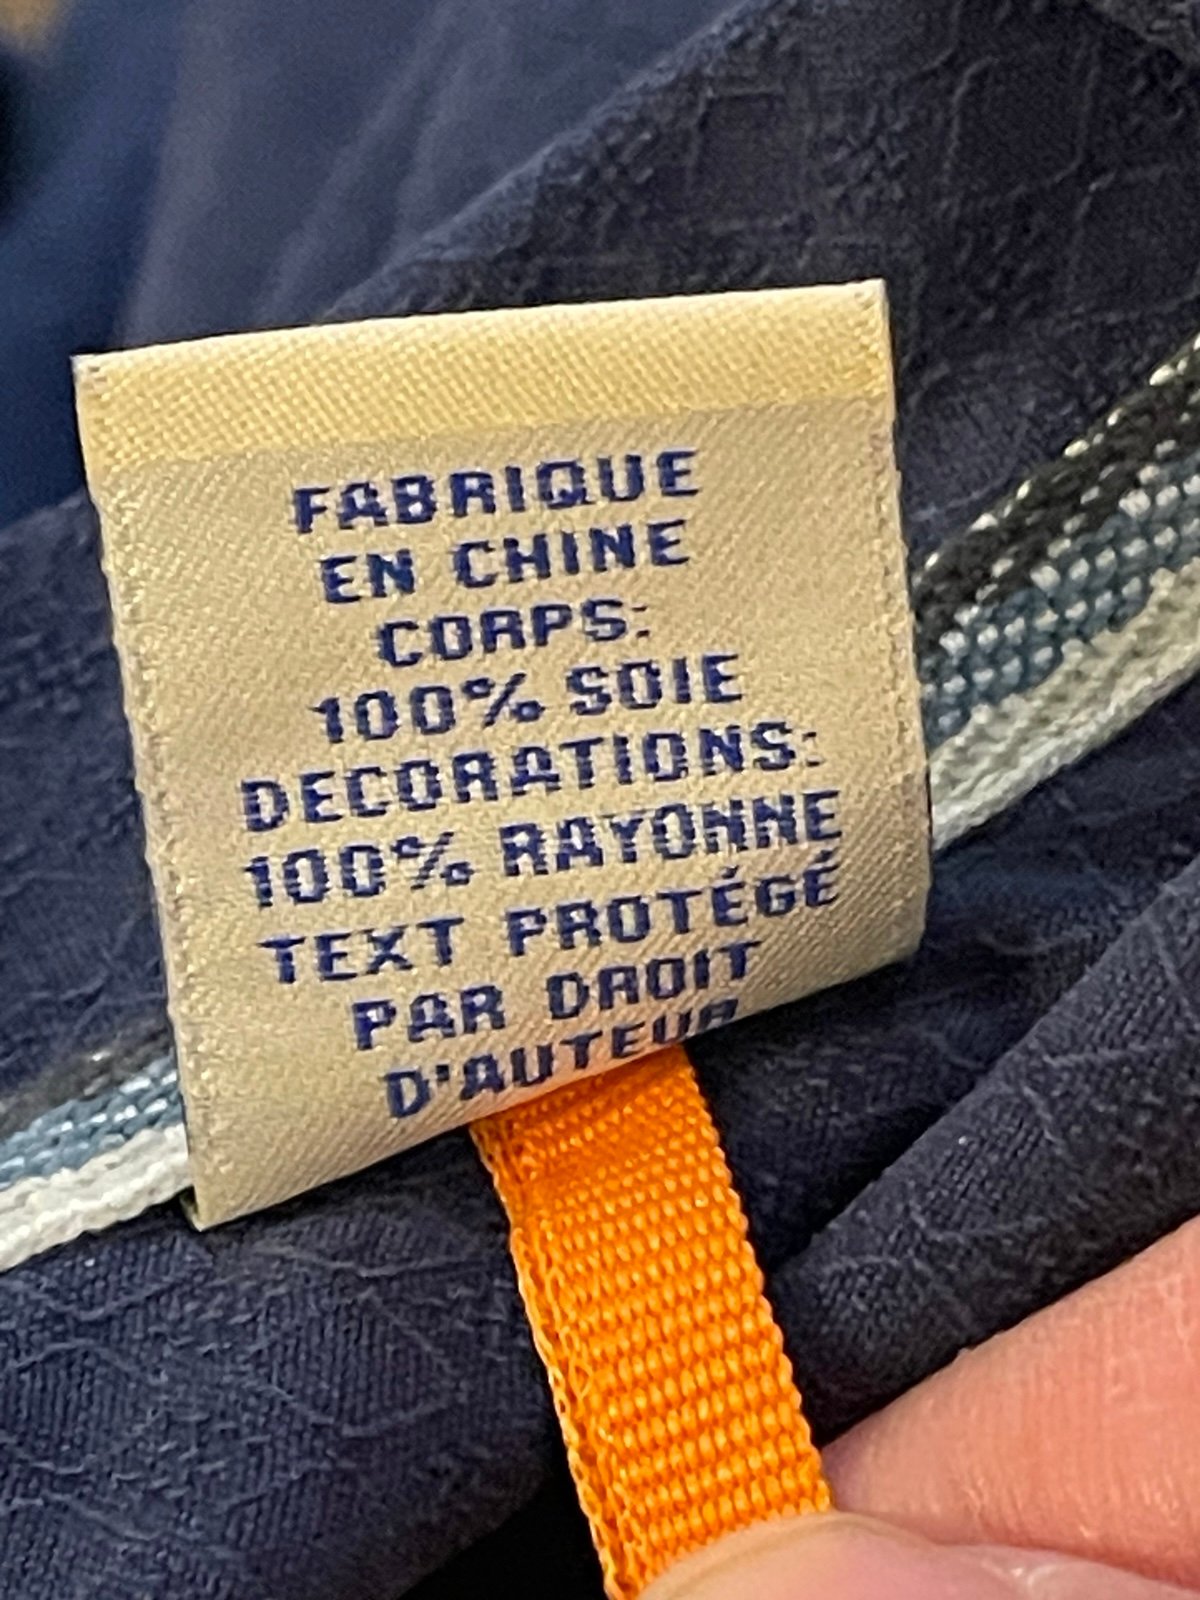 FABRIQUE
EN CHINE
CORPS:
100% SOIE
DECORATIONS:
100% RAYONNE
TEXT PROTÉGÉ
PAR DROIT
D'AUTEUR